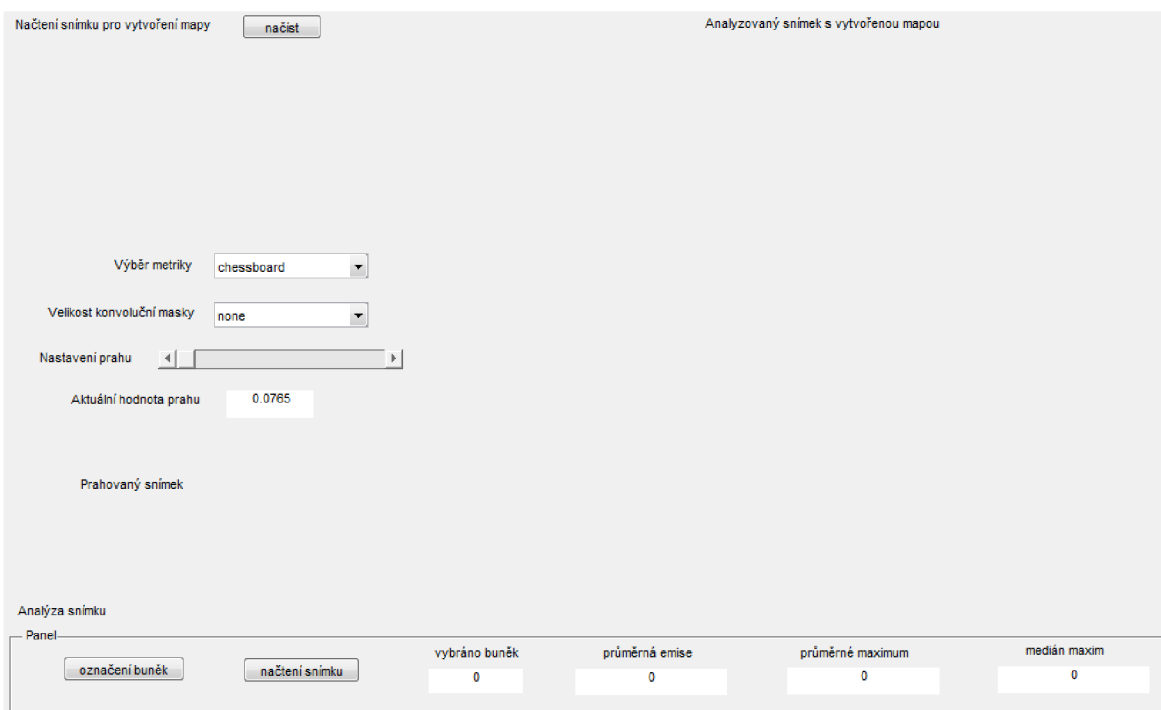 Načtení snímku pro vytvoření mapy
načíst
Analyzovaný snímek s vytvořenou mapou
Výběr metriky
chessboard
Velikost konvoluční masky
none
Nastavení prahu
Aktuální hodnota prahu
0.0765
Prahovaný snímek
Analýza snímku
Panel
označení buněk
načtení snímku
vybráno buněk
0
průměrná emise
0
průměrné maximum
0
medián maxim
0